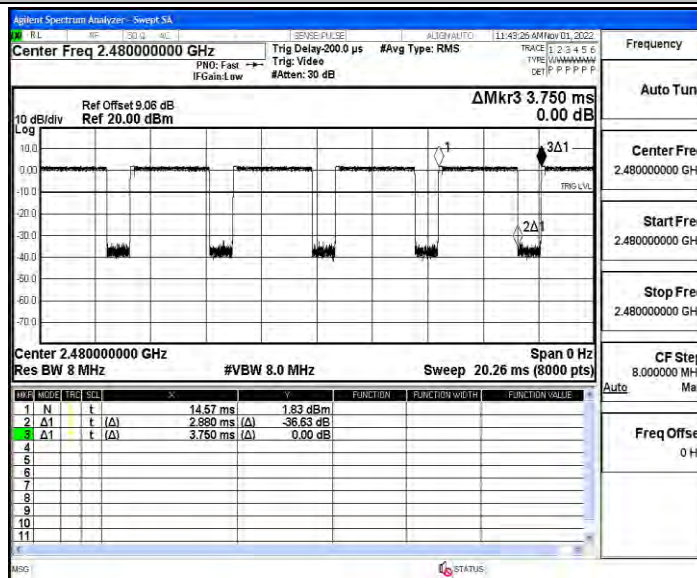 Agilent Spectrum Analyzer - Swept SA
RL RF 50 Ω AC SENSE:PULSE ALIGNAUTO 11:43:26 AM Nov 01, 2022
Center Freq 2.480000000 GHz
PNO: Fast
IFGain:Low
Trig Delay-200.0 µs
Trig: Video
#Atten: 30 dB
#Avg Type: RMS
TRACE 1 2 3 4 5 6
TYPE WWWWWW
DET P P P P P P
Frequency
Auto Tun
ΔMkr3 3.750 ms
0.00 dB
Ref Offset 9.06 dB
10 dB/div Ref 20.00 dBm
Log
10.0
0.00
-10.0
-20.0
-30.0
-40.0
-50.0
-60.0
-70.0
1
3Δ1
TRIG LVL
2Δ1
Center Fre
2.480000000 GH
Start Fre
2.480000000 GH
Stop Fre
2.480000000 GH
CF Step
8.000000 MH
Auto Ma
Freq Offse
0 H
Center 2.480000000 GHz Span 0 Hz
Res BW 8 MHz #VBW 8.0 MHz Sweep 20.26 ms (8000 pts)
MKR MODE TRC SCL X Y FUNCTION FUNCTION WIDTH FUNCTION VALUE
1 N t 14.57 ms 1.83 dBm
2 Δ1 t (Δ) 2.880 ms (Δ) -36.63 dB
3 Δ1 t (Δ) 3.750 ms (Δ) 0.00 dB
4
5
6
7
8
9
10
11
MSG STATUS